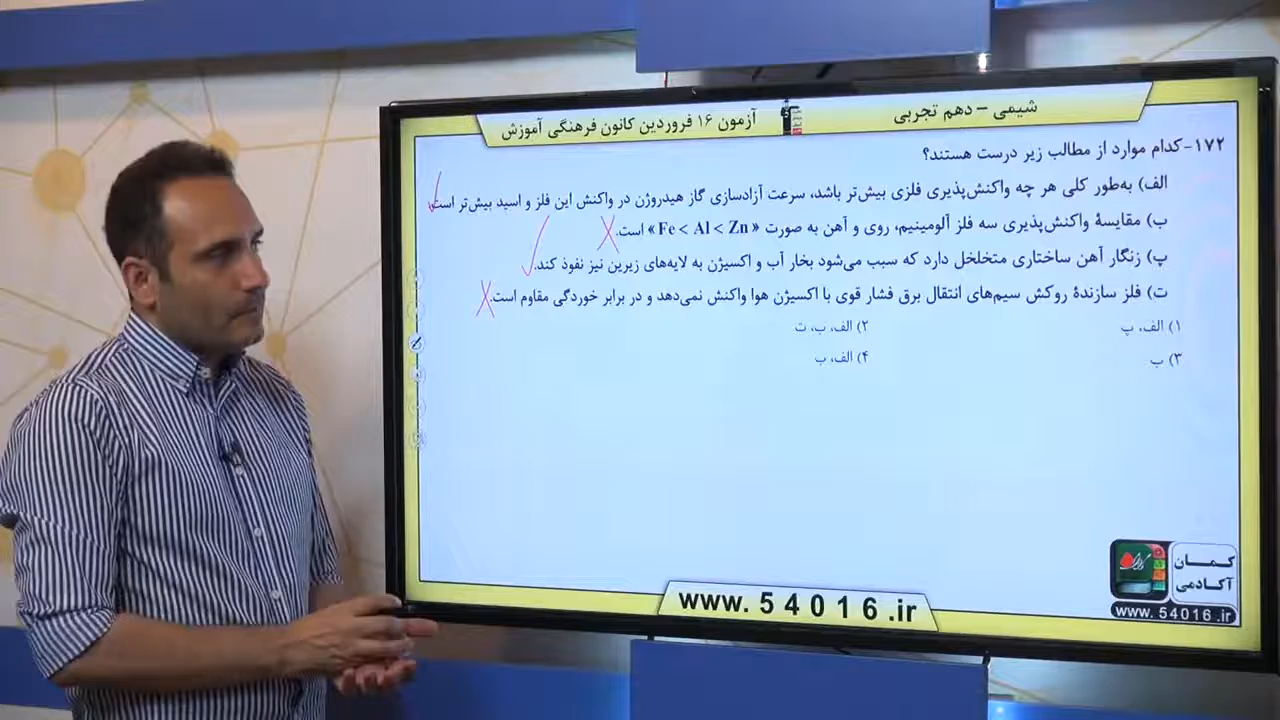 شیمی – دهم تجربی
آزمون ۱۶ فروردین کانون فرهنگی آموزش
۱۷۲-کدام موارد از مطالب زیر درست هستند؟
الف) به‌طور کلی هر چه واکنش‌پذیری فلزی بیش‌تر باشد، سرعت آزادسازی گاز هیدروژن در واکنش این فلز و اسید بیش‌تر است.
ب) مقایسهٔ واکنش‌پذیری سه فلز آلومینیم، روی و آهن به صورت «Fe < Al < Zn» است.
پ) زنگار آهن ساختاری متخلخل دارد که سبب می‌شود بخار آب و اکسیژن به لایه‌های زیرین نیز نفوذ کند.
ت) فلز سازندهٔ روکش سیم‌های انتقال برق فشار قوی با اکسیژن هوا واکنش نمی‌دهد و در برابر خوردگی مقاوم است.
۱) الف، پ
۲) الف، ب، ت
۳) ب
۴) الف، ب
کمان
آکادمی
www. 54016 .ir
www. 5 4 0 1 6 .ir